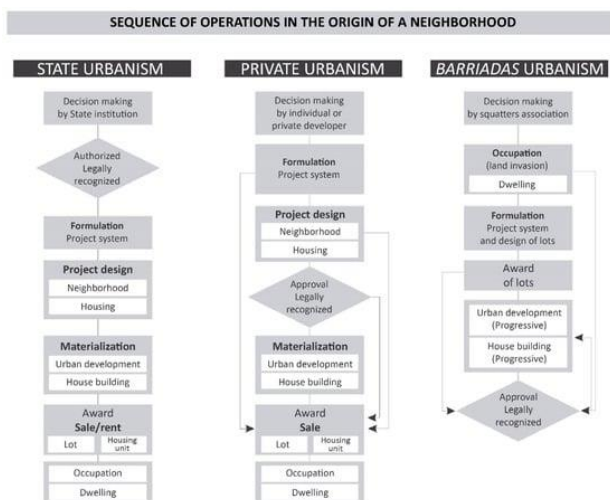 SEQUENCE OF OPERATIONS IN THE ORIGIN OF A NEIGHBORHOOD
STATE URBANISM
Decision making
by State institution
Authorized
Legally
recognized
Formulation
Project system
Project design
Neighborhood
Housing
Materialization
Urban development
House building
Award
Sale/rent
Lot
Housing
unit
Occupation
Dwelling
PRIVATE URBANISM
Decision making
by individual or
private developer
Formulation
Project system
Project design
Neighborhood
Housing
Approval
Legally
recognized
Materialization
Urban development
House building
Award
Sale
Lot
Housing
unit
Occupation
Dwelling
BARRIADAS URBANISM
Decision making
by squatters association
Occupation
(land invasion)
Dwelling
Formulation
Project system
and design of lots
Award
of lots
Urban development
(Progressive)
House building
(Progressive)
Approval
Legally
recognized